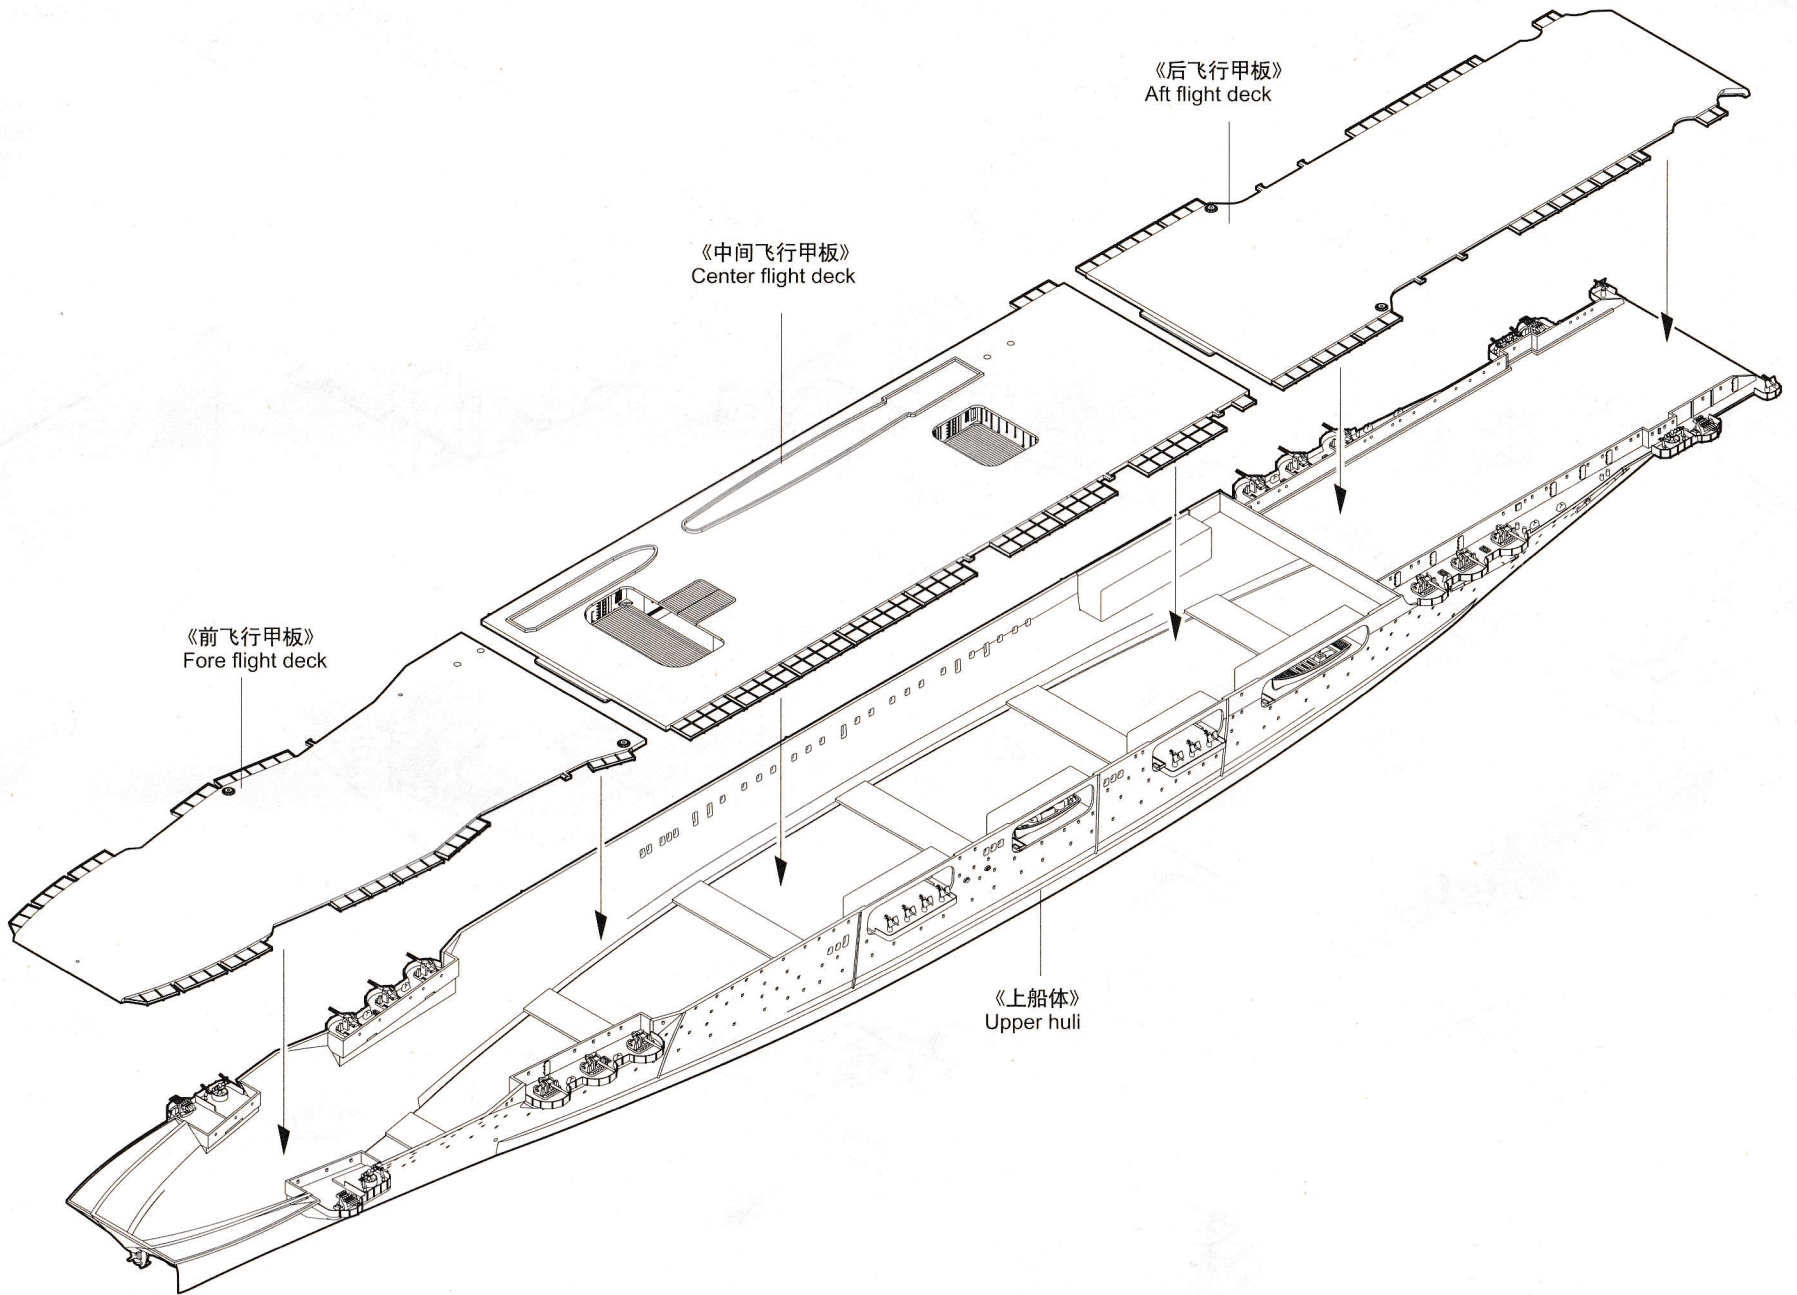 《后飞行甲板》
Aft flight deck
《中间飞行甲板》
Center flight deck
《前飞行甲板》
Fore flight deck
《上船体》
Upper huli